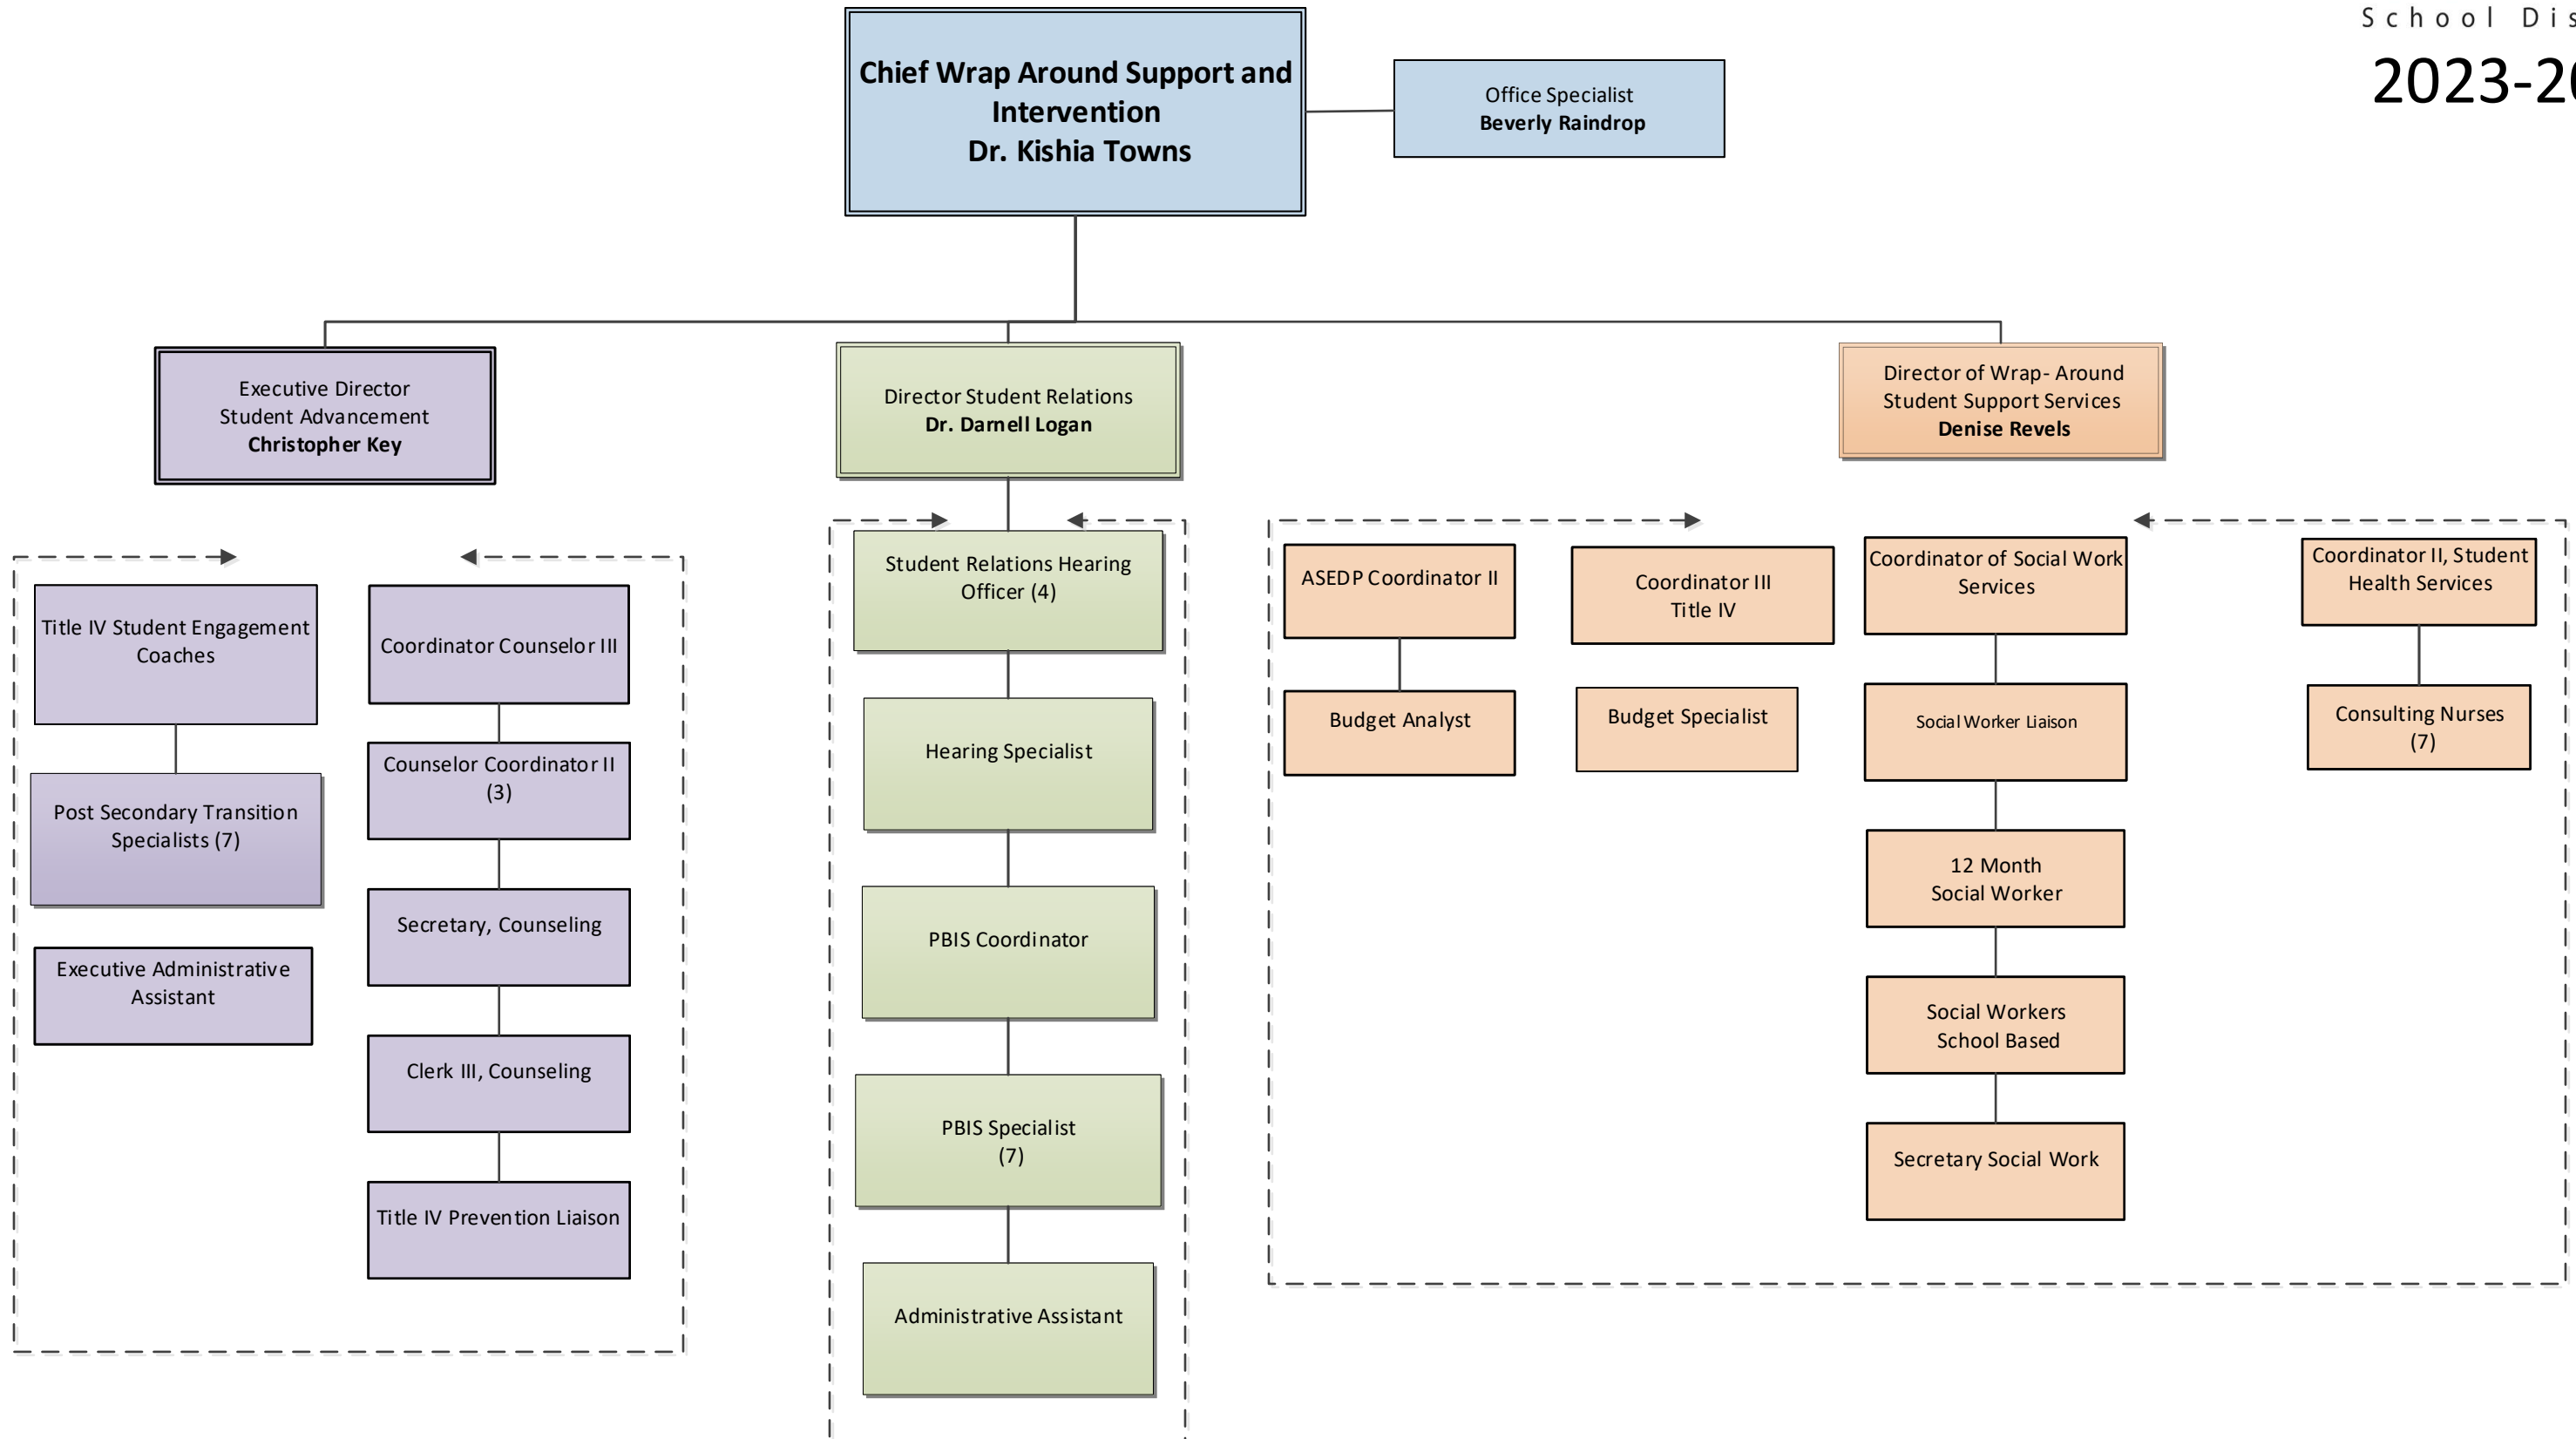 School Dis
2023-20
Chief Wrap Around Support and
Intervention
Dr. Kishia Towns
Office Specialist
Beverly Raindrop
Executive Director
Student Advancement
Christopher Key
Director Student Relations
Dr. Darnell Logan
Director of Wrap- Around
Student Support Services
Denise Revels
Title IV Student Engagement
Coaches
Post Secondary Transition
Specialists (7)
Executive Administrative
Assistant
Coordinator Counselor III
Counselor Coordinator II
(3)
Secretary, Counseling
Clerk III, Counseling
Title IV Prevention Liaison
Student Relations Hearing
Officer (4)
Hearing Specialist
PBIS Coordinator
PBIS Specialist
(7)
Administrative Assistant
ASEDP Coordinator II
Budget Analyst
Coordinator III
Title IV
Budget Specialist
Coordinator of Social Work
Services
Social Worker Liaison
12 Month
Social Worker
Social Workers
School Based
Secretary Social Work
Coordinator II, Student
Health Services
Consulting Nurses
(7)